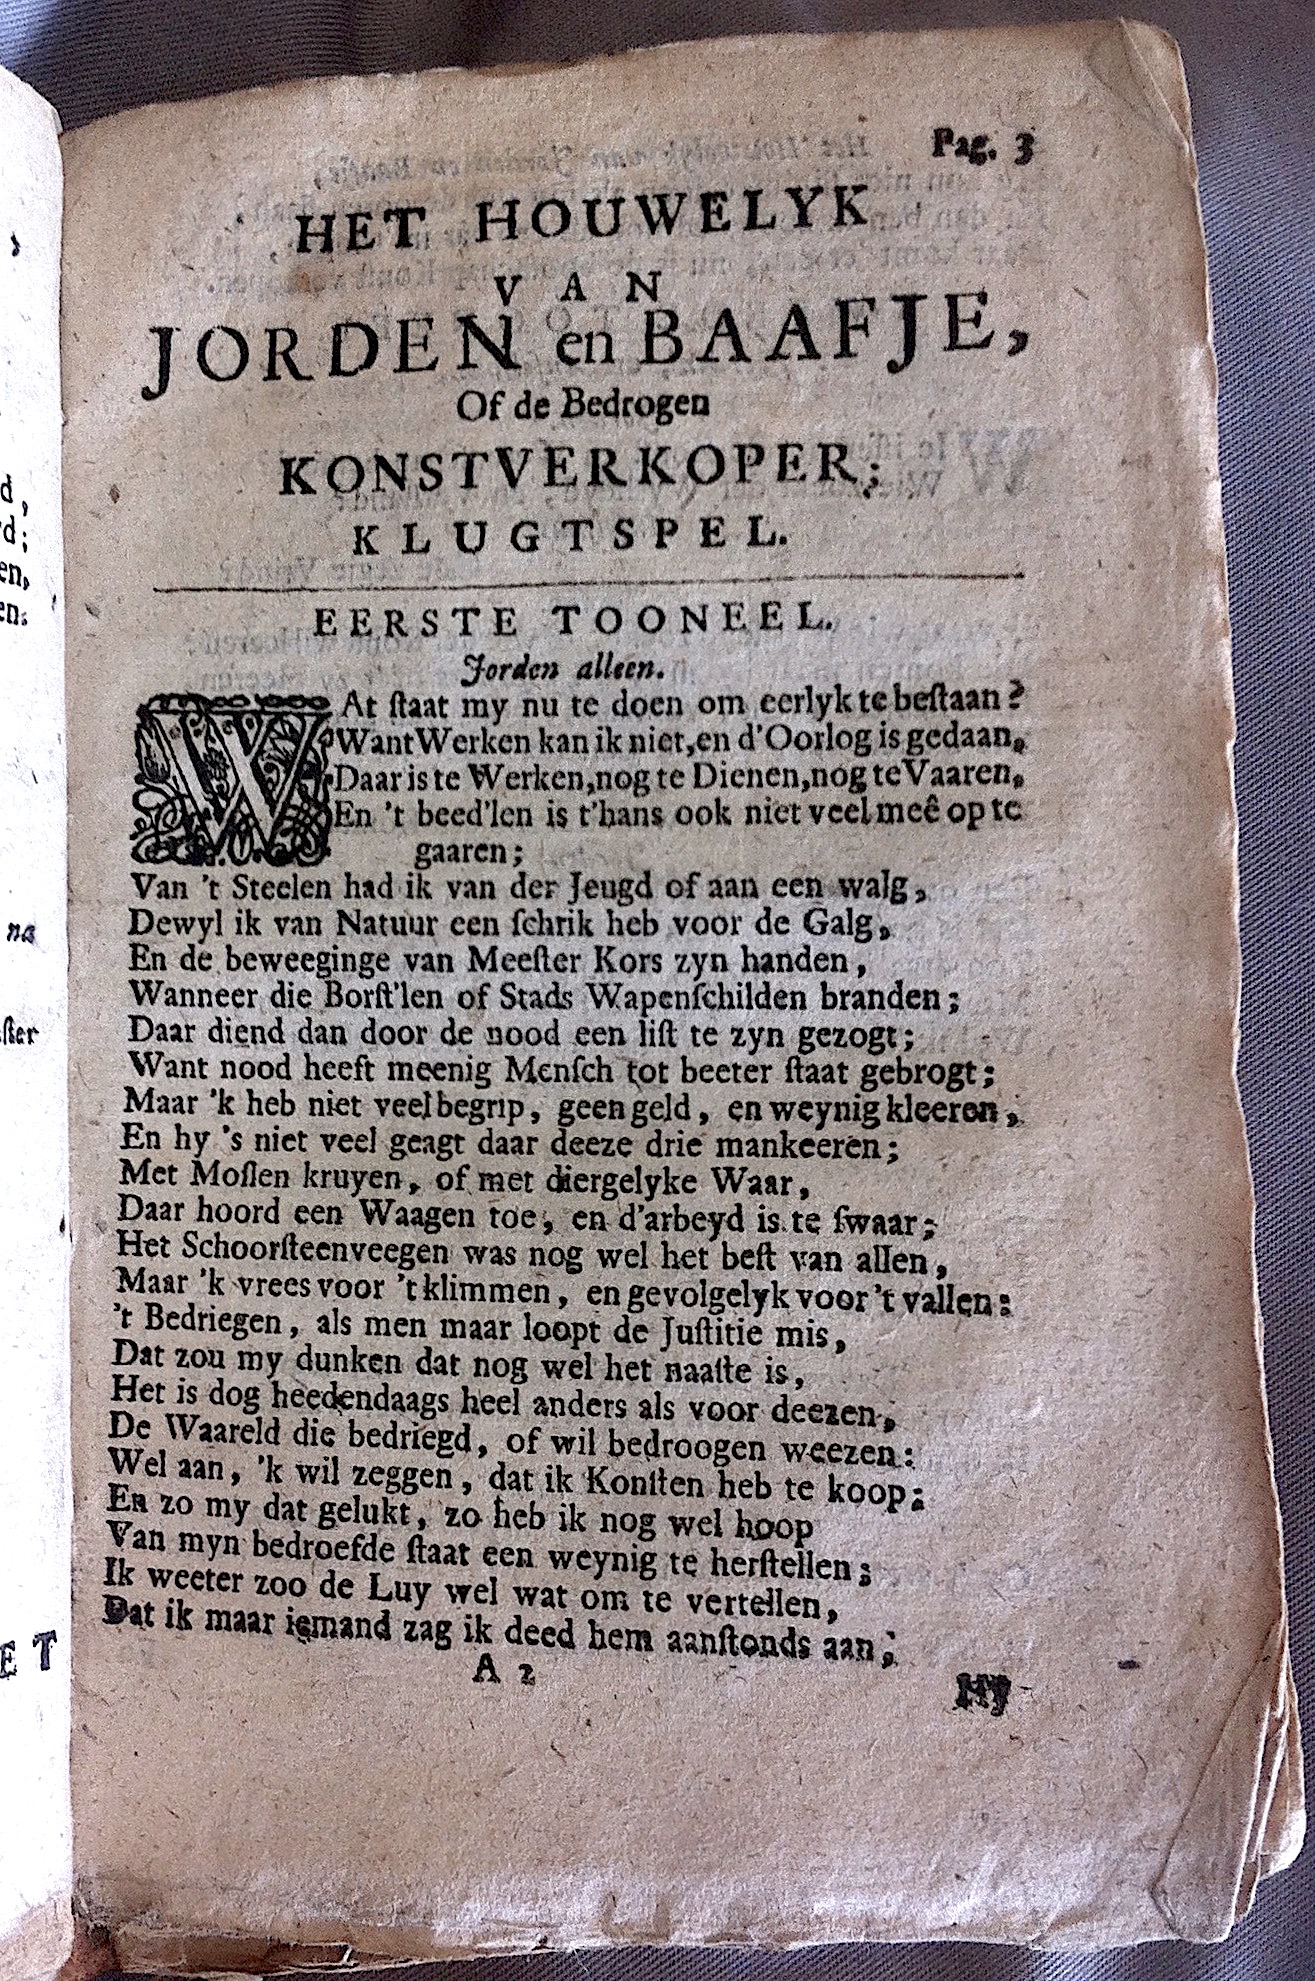 Pag. 3
HET HOUWELYK
VAN
JORDEN en BAAFJE,
Of de Bedrogen
KONSTVERKOPER;
KLUGTSPEL.
EERSTE TOONEEL.
Jorden alleen.
WAt ſtaat my nu te doen om eerlyk te beſtaan?
Want Werken kan ik niet, en d'Oorlog is gedaan,
Daar is te Werken, nog te Dienen, nog te Vaaren,
En 't beed'len is t'hans ook niet veel meê op te
gaaren;
Van 't Steelen had ik van der Jeugd of aan een walg,
Dewyl ik van Natuur een ſchrik heb voor de Galg,
En de beweeginge van Meeſter Kors zyn handen,
Wanneer die Borſt'len of Stads Wapenſchilden branden;
Daar diend dan door de nood een liſt te zyn gezogt;
Want nood heeft meenig Menſch tot beeter ſtaat gebrogt;
Maar 'k heb niet veel begrip, geen geld, en weynig kleeren,
En hy 's niet veel geagt daar deeze drie mankeeren;
Met Moſſen kruyen, of met diergelyke Waar,
Daar hoord een Waagen toe, en d'arbeyd is te ſwaar;
Het Schoorſteenveegen was nog wel het beſt van allen,
Maar 'k vrees voor 't klimmen, en gevolgelyk voor 't vallen:
't Bedriegen, als men maar loopt de Juſtitie mis,
Dat zou my dunken dat nog wel het naaſte is,
Het is dog heedendaags heel anders als voor deezen,
De Waareld die bedriegd, of wil bedroogen weezen:
Wel aan, 'k wil zeggen, dat ik Konſten heb te koop;
En zo my dat gelukt, zo heb ik nog wel hoop
Van myn bedroefde ſtaat een weynig te herſtellen;
Ik weeter zoo de Luy wel wat om te vertellen,
Dat ik maar iemand zag ik deed hem aanſtonds aan;
A 2
Hy
na
ſter
E T